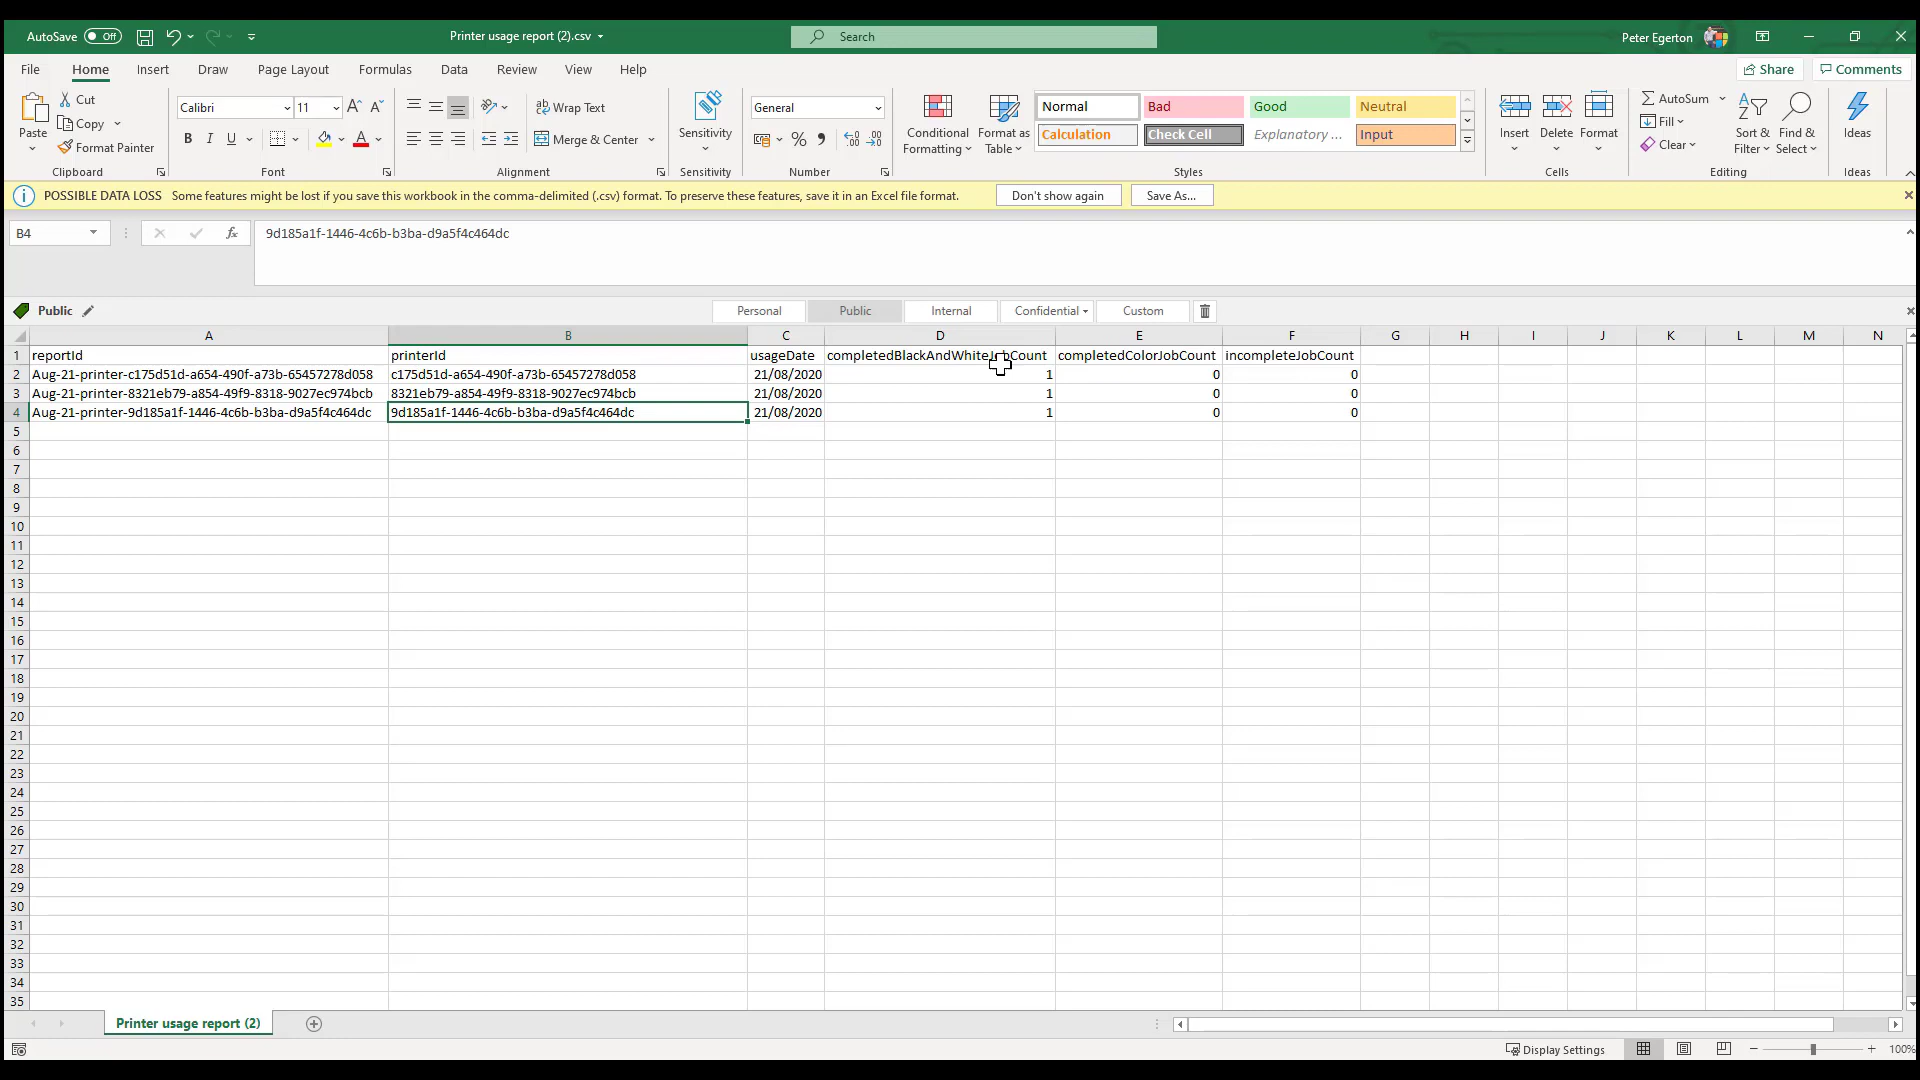 AutoSave Off Printer usage report (2).csv Search Peter Egerton
File Home Insert Draw Page Layout Formulas Data Review View Help Share Comments
Paste Cut Copy Format Painter Clipboard
Calibri 11 A A B I U A Font
Wrap Text Merge & Center Alignment
Sensitivity Sensitivity
General % Number
Conditional Formatting Format as Table Normal Bad Good Neutral
Calculation Check Cell Explanatory ... Input Styles
Insert Delete Format Cells
AutoSum Fill Clear Sort & Filter Find & Select Editing
Ideas Ideas
POSSIBLE DATA LOSS Some features might be lost if you save this workbook in the comma-delimited (.csv) format. To preserve these features, save it in an Excel file format. Don't show again Save As...
B4 fx 9d185a1f-1446-4c6b-b3ba-d9a5f4c464dc
Public Personal Public Internal Confidential Custom
A B C D E F G H I J K L M N
1 reportId printerId usageDate completedBlackAndWhiteJobCount completedColorJobCount incompleteJobCount
2 Aug-21-printer-c175d51d-a654-490f-a73b-65457278d058 c175d51d-a654-490f-a73b-65457278d058 21/08/2020 1 0 0
3 Aug-21-printer-8321eb79-a854-49f9-8318-9027ec974bcb 8321eb79-a854-49f9-8318-9027ec974bcb 21/08/2020 1 0 0
4 Aug-21-printer-9d185a1f-1446-4c6b-b3ba-d9a5f4c464dc 9d185a1f-1446-4c6b-b3ba-d9a5f4c464dc 21/08/2020 1 0 0
5
6
7
8
9
10
11
12
13
14
15
16
17
18
19
20
21
22
23
24
25
26
27
28
29
30
31
32
33
34
35
Printer usage report (2)
Display Settings 100%